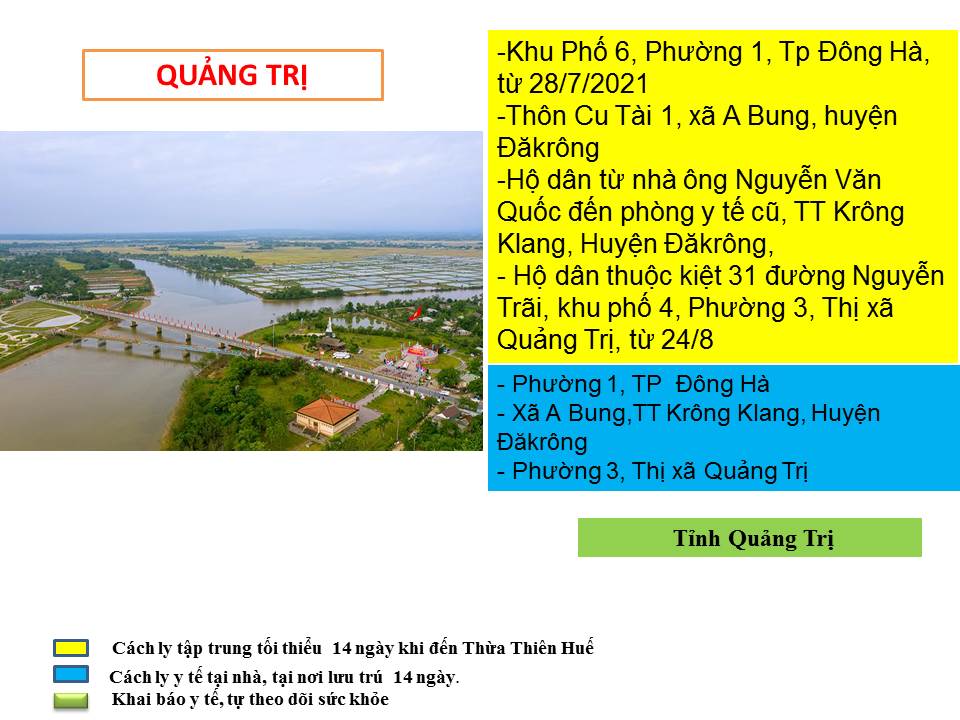 QUẢNG TRỊ
-Khu Phố 6, Phường 1, Tp Đông Hà,
từ 28/7/2021
-Thôn Cu Tài 1, xã A Bung, huyện
Đăkrông
-Hộ dân từ nhà ông Nguyễn Văn
Quốc đến phòng y tế cũ, TT Krông
Klang, Huyện Đăkrông,
- Hộ dân thuộc kiệt 31 đường Nguyễn
Trãi, khu phố 4, Phường 3, Thị xã
Quảng Trị, từ 24/8
- Phường 1, TP Đông Hà
- Xã A Bung,TT Krông Klang, Huyện
Đăkrông
- Phường 3, Thị xã Quảng Trị
Tỉnh Quảng Trị
Cách ly tập trung tối thiểu 14 ngày khi đến Thừa Thiên Huế
Cách ly y tế tại nhà, tại nơi lưu trú 14 ngày.
Khai báo y tế, tự theo dõi sức khỏe